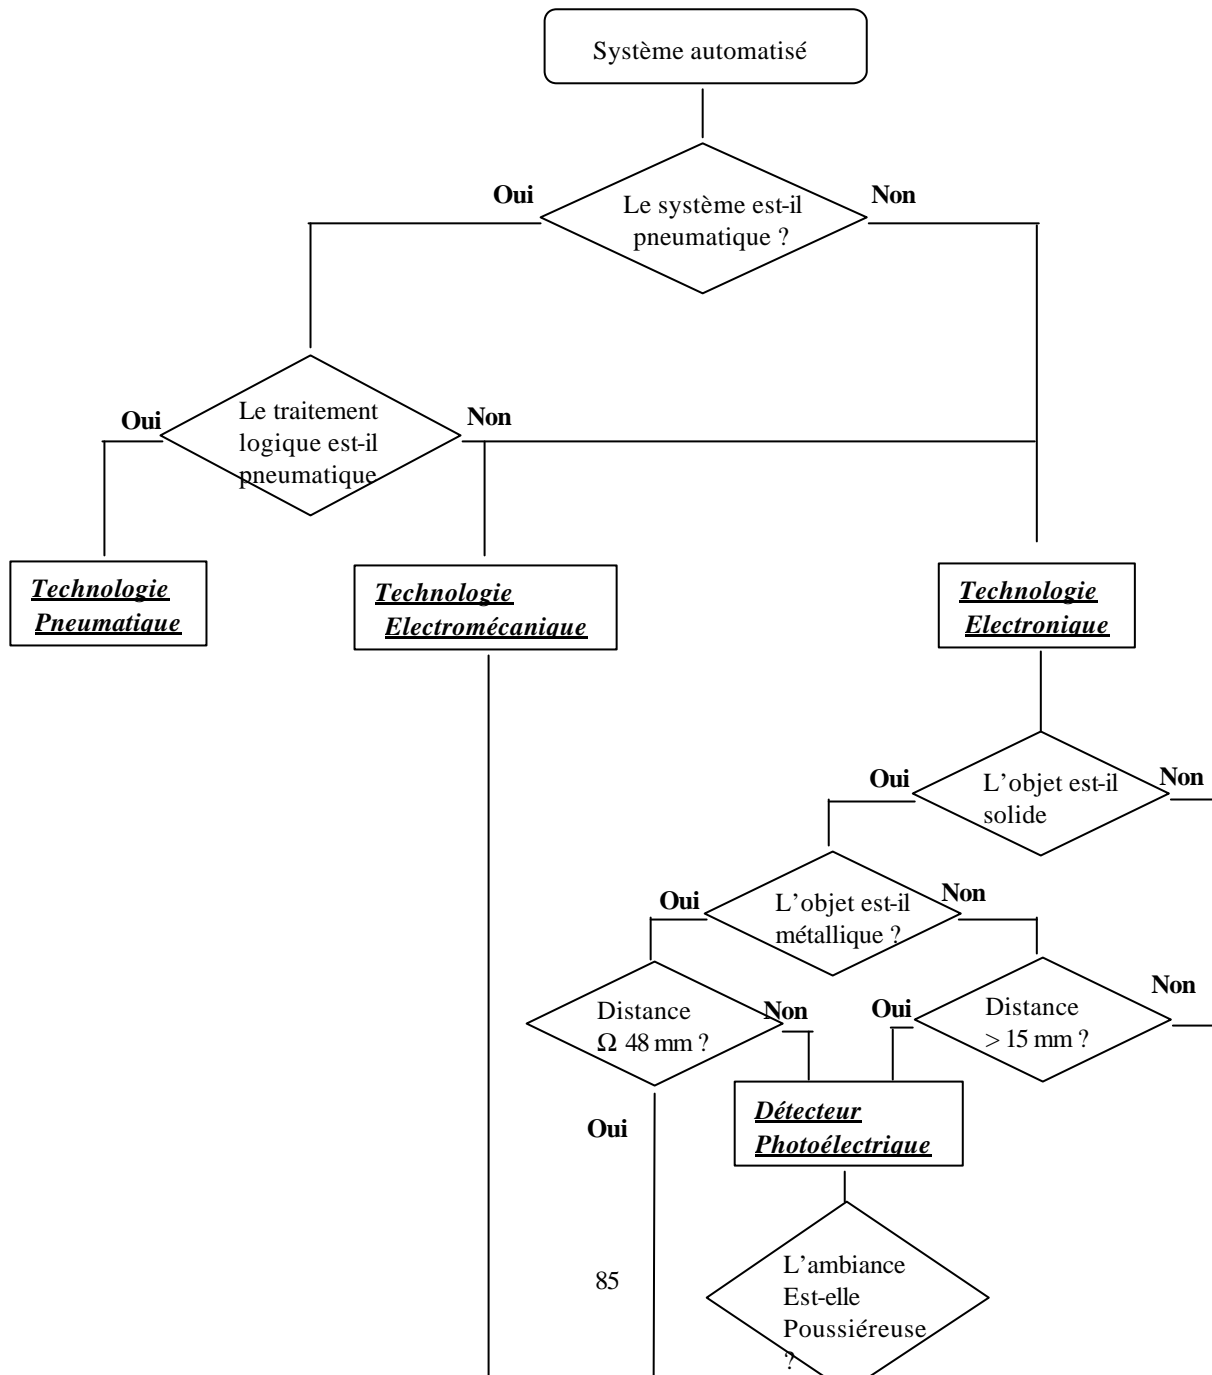 Système automatisé
Oui
Non
Le système est-il
pneumatique ?
Oui
Non
Le traitement
logique est-il
pneumatique
Technologie
Pneumatique
Technologie
Electromécanique
Technologie
Electronique
Oui
Non
L'objet est-il
solide
Oui
Non
L'objet est-il
métallique ?
Non
Distance
Ω 48 mm ?
Non
Oui
Distance
> 15 mm ?
Oui
Détecteur
Photoélectrique
85
L'ambiance
Est-elle
Poussiéreuse
?